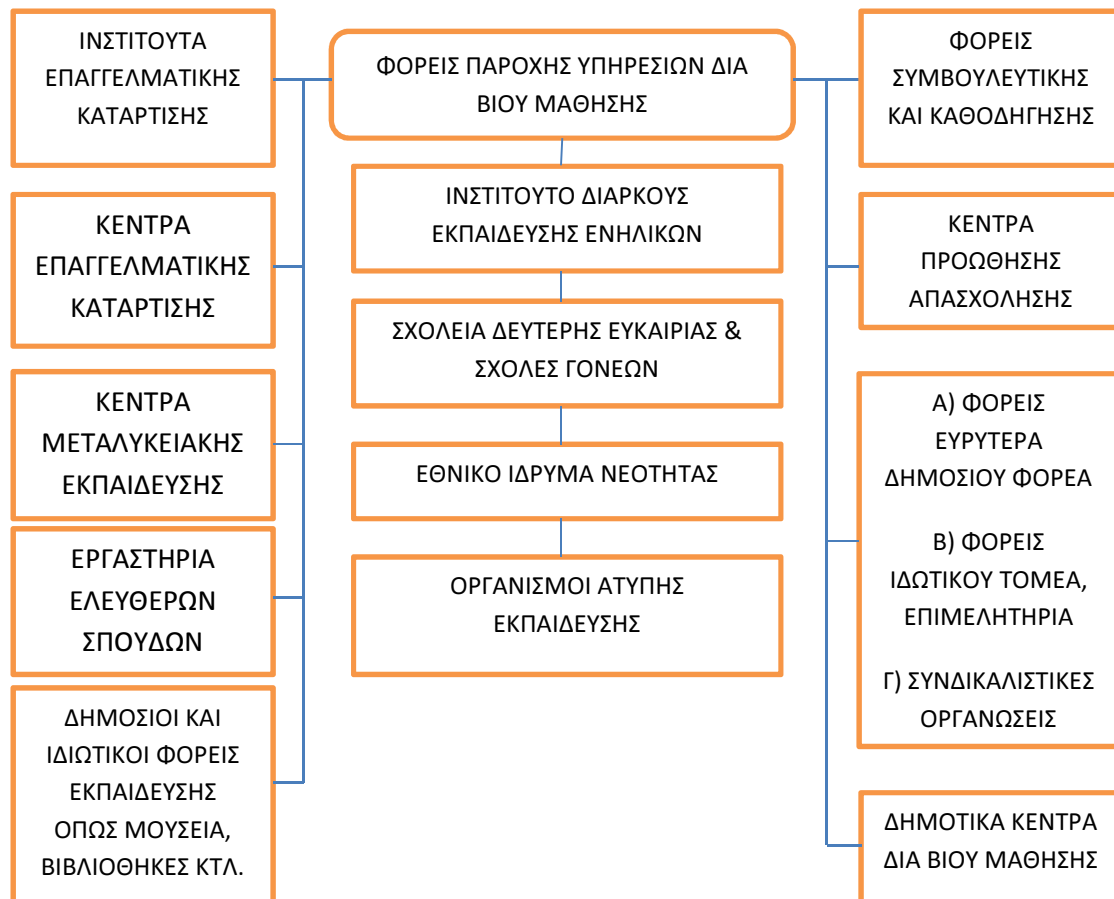 ΙΝΣΤΙΤΟΥΤΑ
ΕΠΑΓΓΕΛΜΑΤΙΚΗΣ
ΚΑΤΑΡΤΙΣΗΣ
ΚΕΝΤΡΑ
ΕΠΑΓΓΕΛΜΑΤΙΚΗΣ
ΚΑΤΑΡΤΙΣΗΣ
ΚΕΝΤΡΑ
ΜΕΤΑΛΥΚΕΙΑΚΗΣ
ΕΚΠΑΙΔΕΥΣΗΣ
ΕΡΓΑΣΤΗΡΙΑ
ΕΛΕΥΘΕΡΩΝ
ΣΠΟΥΔΩΝ
ΔΗΜΟΣΙΟΙ ΚΑΙ
ΙΔΙΩΤΙΚΟΙ ΦΟΡΕΙΣ
ΕΚΠΑΙΔΕΥΣΗΣ
ΟΠΩΣ ΜΟΥΣΕΙΑ,
ΒΙΒΛΙΟΘΗΚΕΣ ΚΤΛ.
ΦΟΡΕΙΣ ΠΑΡΟΧΗΣ ΥΠΗΡΕΣΙΩΝ ΔΙΑ
ΒΙΟΥ ΜΑΘΗΣΗΣ
ΙΝΣΤΙΤΟΥΤΟ ΔΙΑΡΚΟΥΣ
ΕΚΠΑΙΔΕΥΣΗΣ ΕΝΗΛΙΚΩΝ
ΣΧΟΛΕΙΑ ΔΕΥΤΕΡΗΣ ΕΥΚΑΙΡΙΑΣ &
ΣΧΟΛΕΣ ΓΟΝΕΩΝ
ΕΘΝΙΚΟ ΙΔΡΥΜΑ ΝΕΟΤΗΤΑΣ
ΟΡΓΑΝΙΣΜΟΙ ΑΤΥΠΗΣ
ΕΚΠΑΙΔΕΥΣΗΣ
ΦΟΡΕΙΣ
ΣΥΜΒΟΥΛΕΥΤΙΚΗΣ
ΚΑΙ ΚΑΘΟΔΗΓΗΣΗΣ
ΚΕΝΤΡΑ
ΠΡΟΩΘΗΣΗΣ
ΑΠΑΣΧΟΛΗΣΗΣ
Α) ΦΟΡΕΙΣ
ΕΥΡΥΤΕΡΑ
ΔΗΜΟΣΙΟΥ ΦΟΡΕΑ
Β) ΦΟΡΕΙΣ
ΙΔΩΤΙΚΟΥ ΤΟΜΕΑ,
ΕΠΙΜΕΛΗΤΗΡΙΑ
Γ) ΣΥΝΔΙΚΑΛΙΣΤΙΚΕΣ
ΟΡΓΑΝΩΣΕΙΣ
ΔΗΜΟΤΙΚΑ ΚΕΝΤΡΑ
ΔΙΑ ΒΙΟΥ ΜΑΘΗΣΗΣ